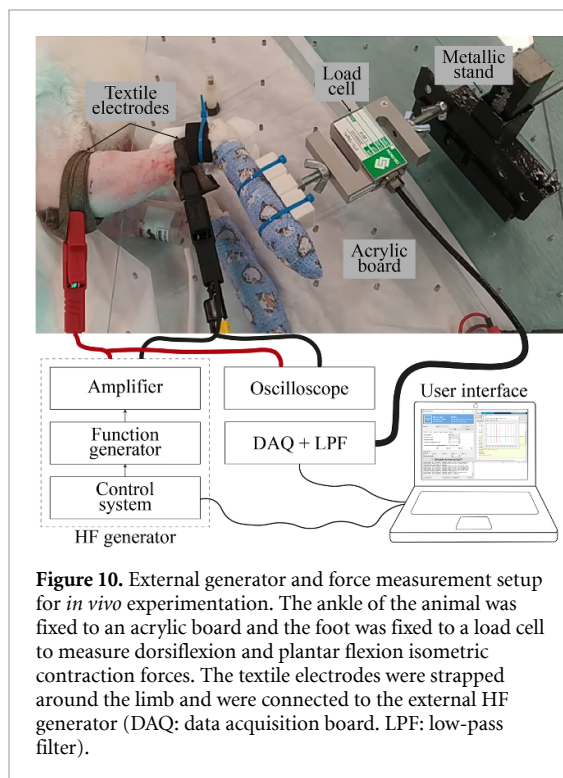 Textile
electrodes
Load
cell
Metallic
stand
Acrylic
board
Amplifier
Oscilloscope
User interface
Function
generator
DAQ + LPF
Control
system
HF generator
Figure 10. External generator and force measurement setup
for in vivo experimentation. The ankle of the animal was
fixed to an acrylic board and the foot was fixed to a load cell
to measure dorsiflexion and plantar flexion isometric
contraction forces. The textile electrodes were strapped
around the limb and were connected to the external HF
generator (DAQ: data acquisition board. LPF: low-pass
filter).